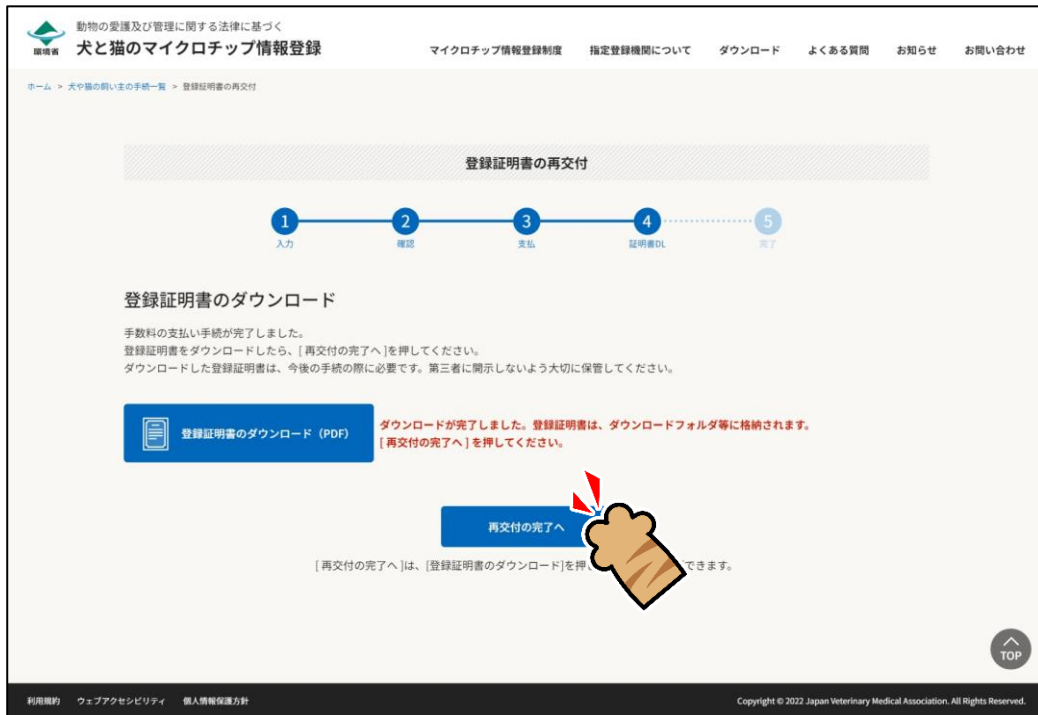 動物の愛護及び管理に関する法律に基づく
環境省 犬と猫のマイクロチップ情報登録
マイクロチップ情報登録制度 指定登録機関について ダウンロード よくある質問 お知らせ お問い合わせ
ホーム > 犬や猫の飼い主の手続一覧 > 登録証明書の再交付
登録証明書の再交付
1 2 3 4 5
入力 確認 支払 証明書DL 完了
登録証明書のダウンロード
手数料の支払い手続が完了しました。
登録証明書をダウンロードしたら、[ 再交付の完了へ ]を押してください。
ダウンロードした登録証明書は、今後の手続の際に必要です。第三者に開示しないよう大切に保管してください。
登録証明書のダウンロード（PDF）
ダウンロードが完了しました。登録証明書は、ダウンロードフォルダ等に格納されます。
[ 再交付の完了へ ] を押してください。
再交付の完了へ
[ 再交付の完了へ ]は、[登録証明書のダウンロード]を押 できます。
TOP
利用規約 ウェブアクセシビリティ 個人情報保護方針
Copyright © 2022 Japan Veterinary Medical Association. All Rights Reserved.